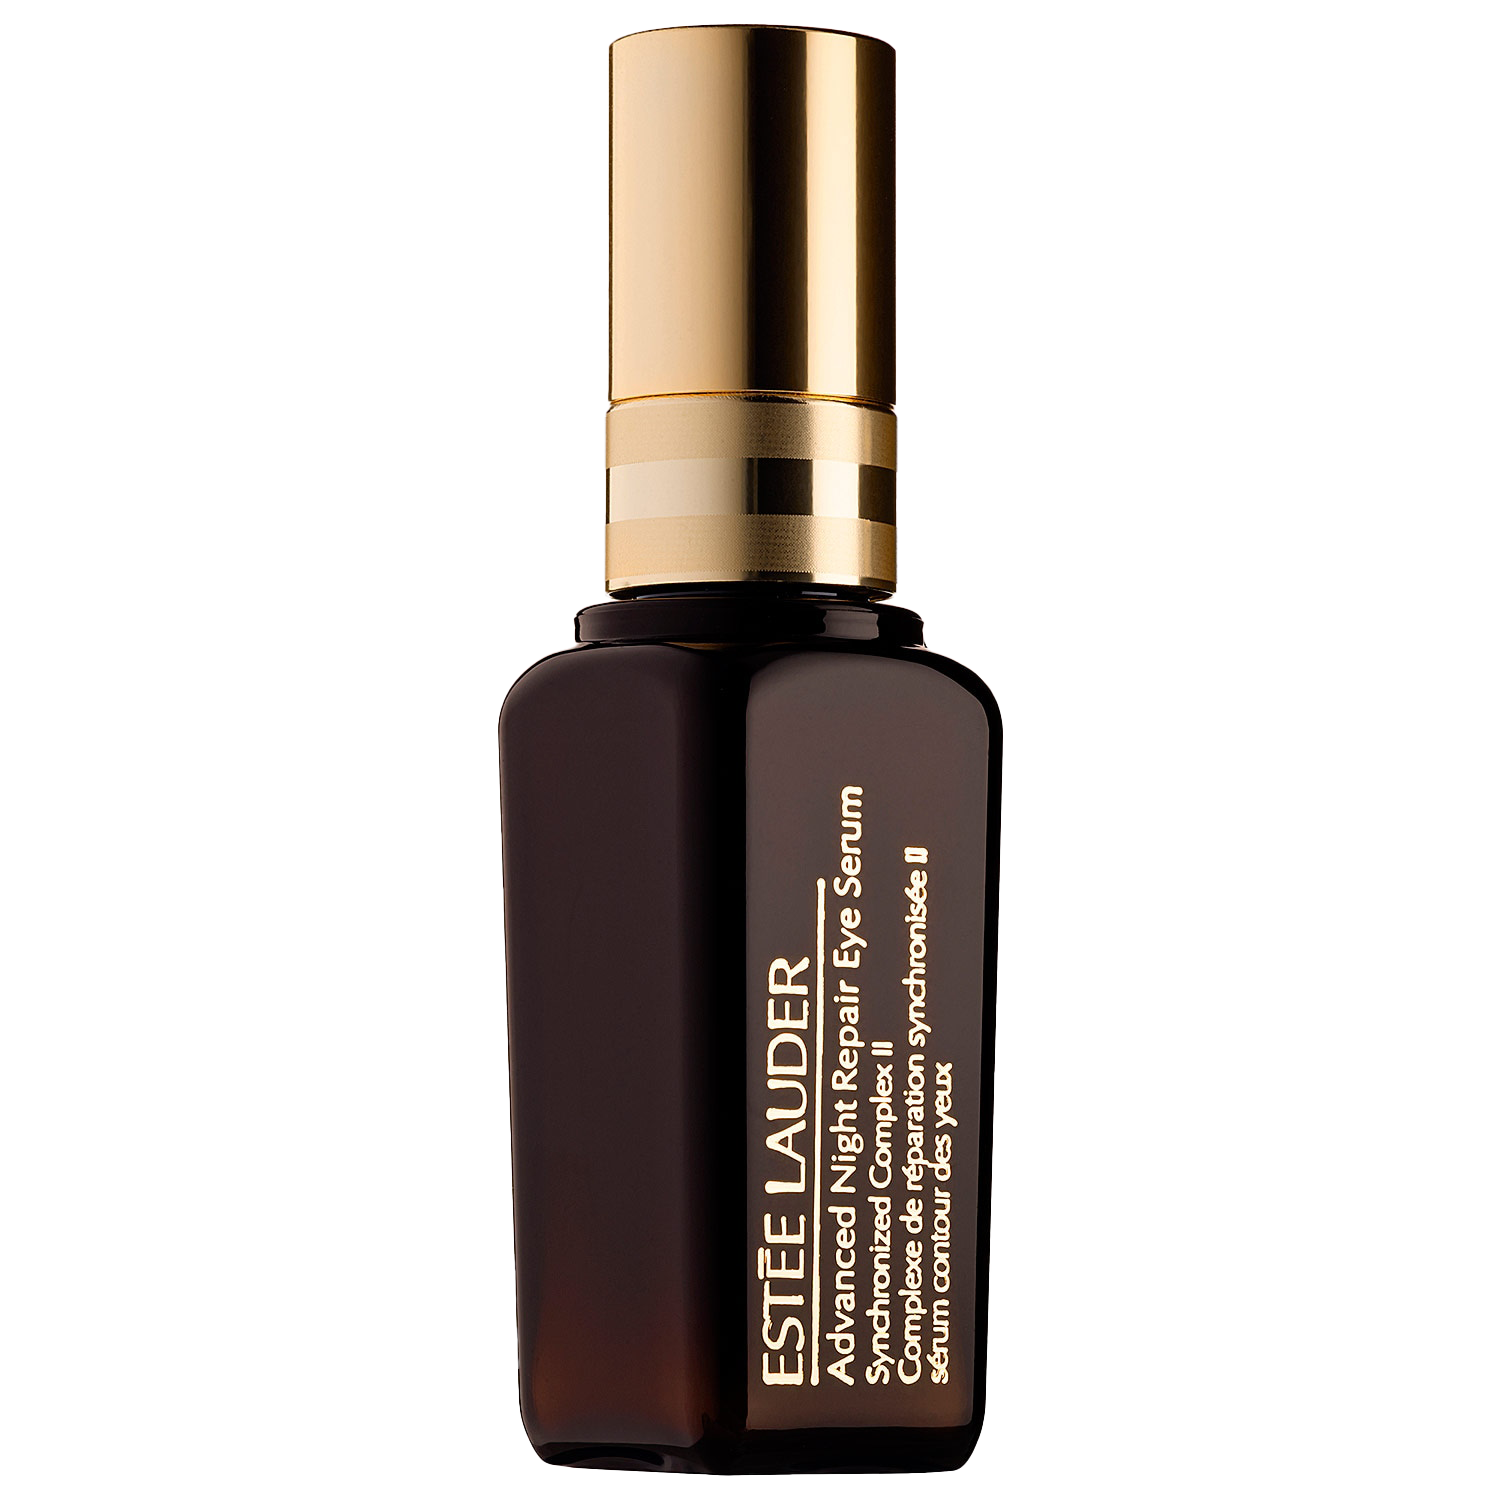 ESTĒE LAUDER
Advanced Night Repair Eye Serum
Synchronized Complex II
Complexe de réparation synchronisée II
sérum contour des yeux